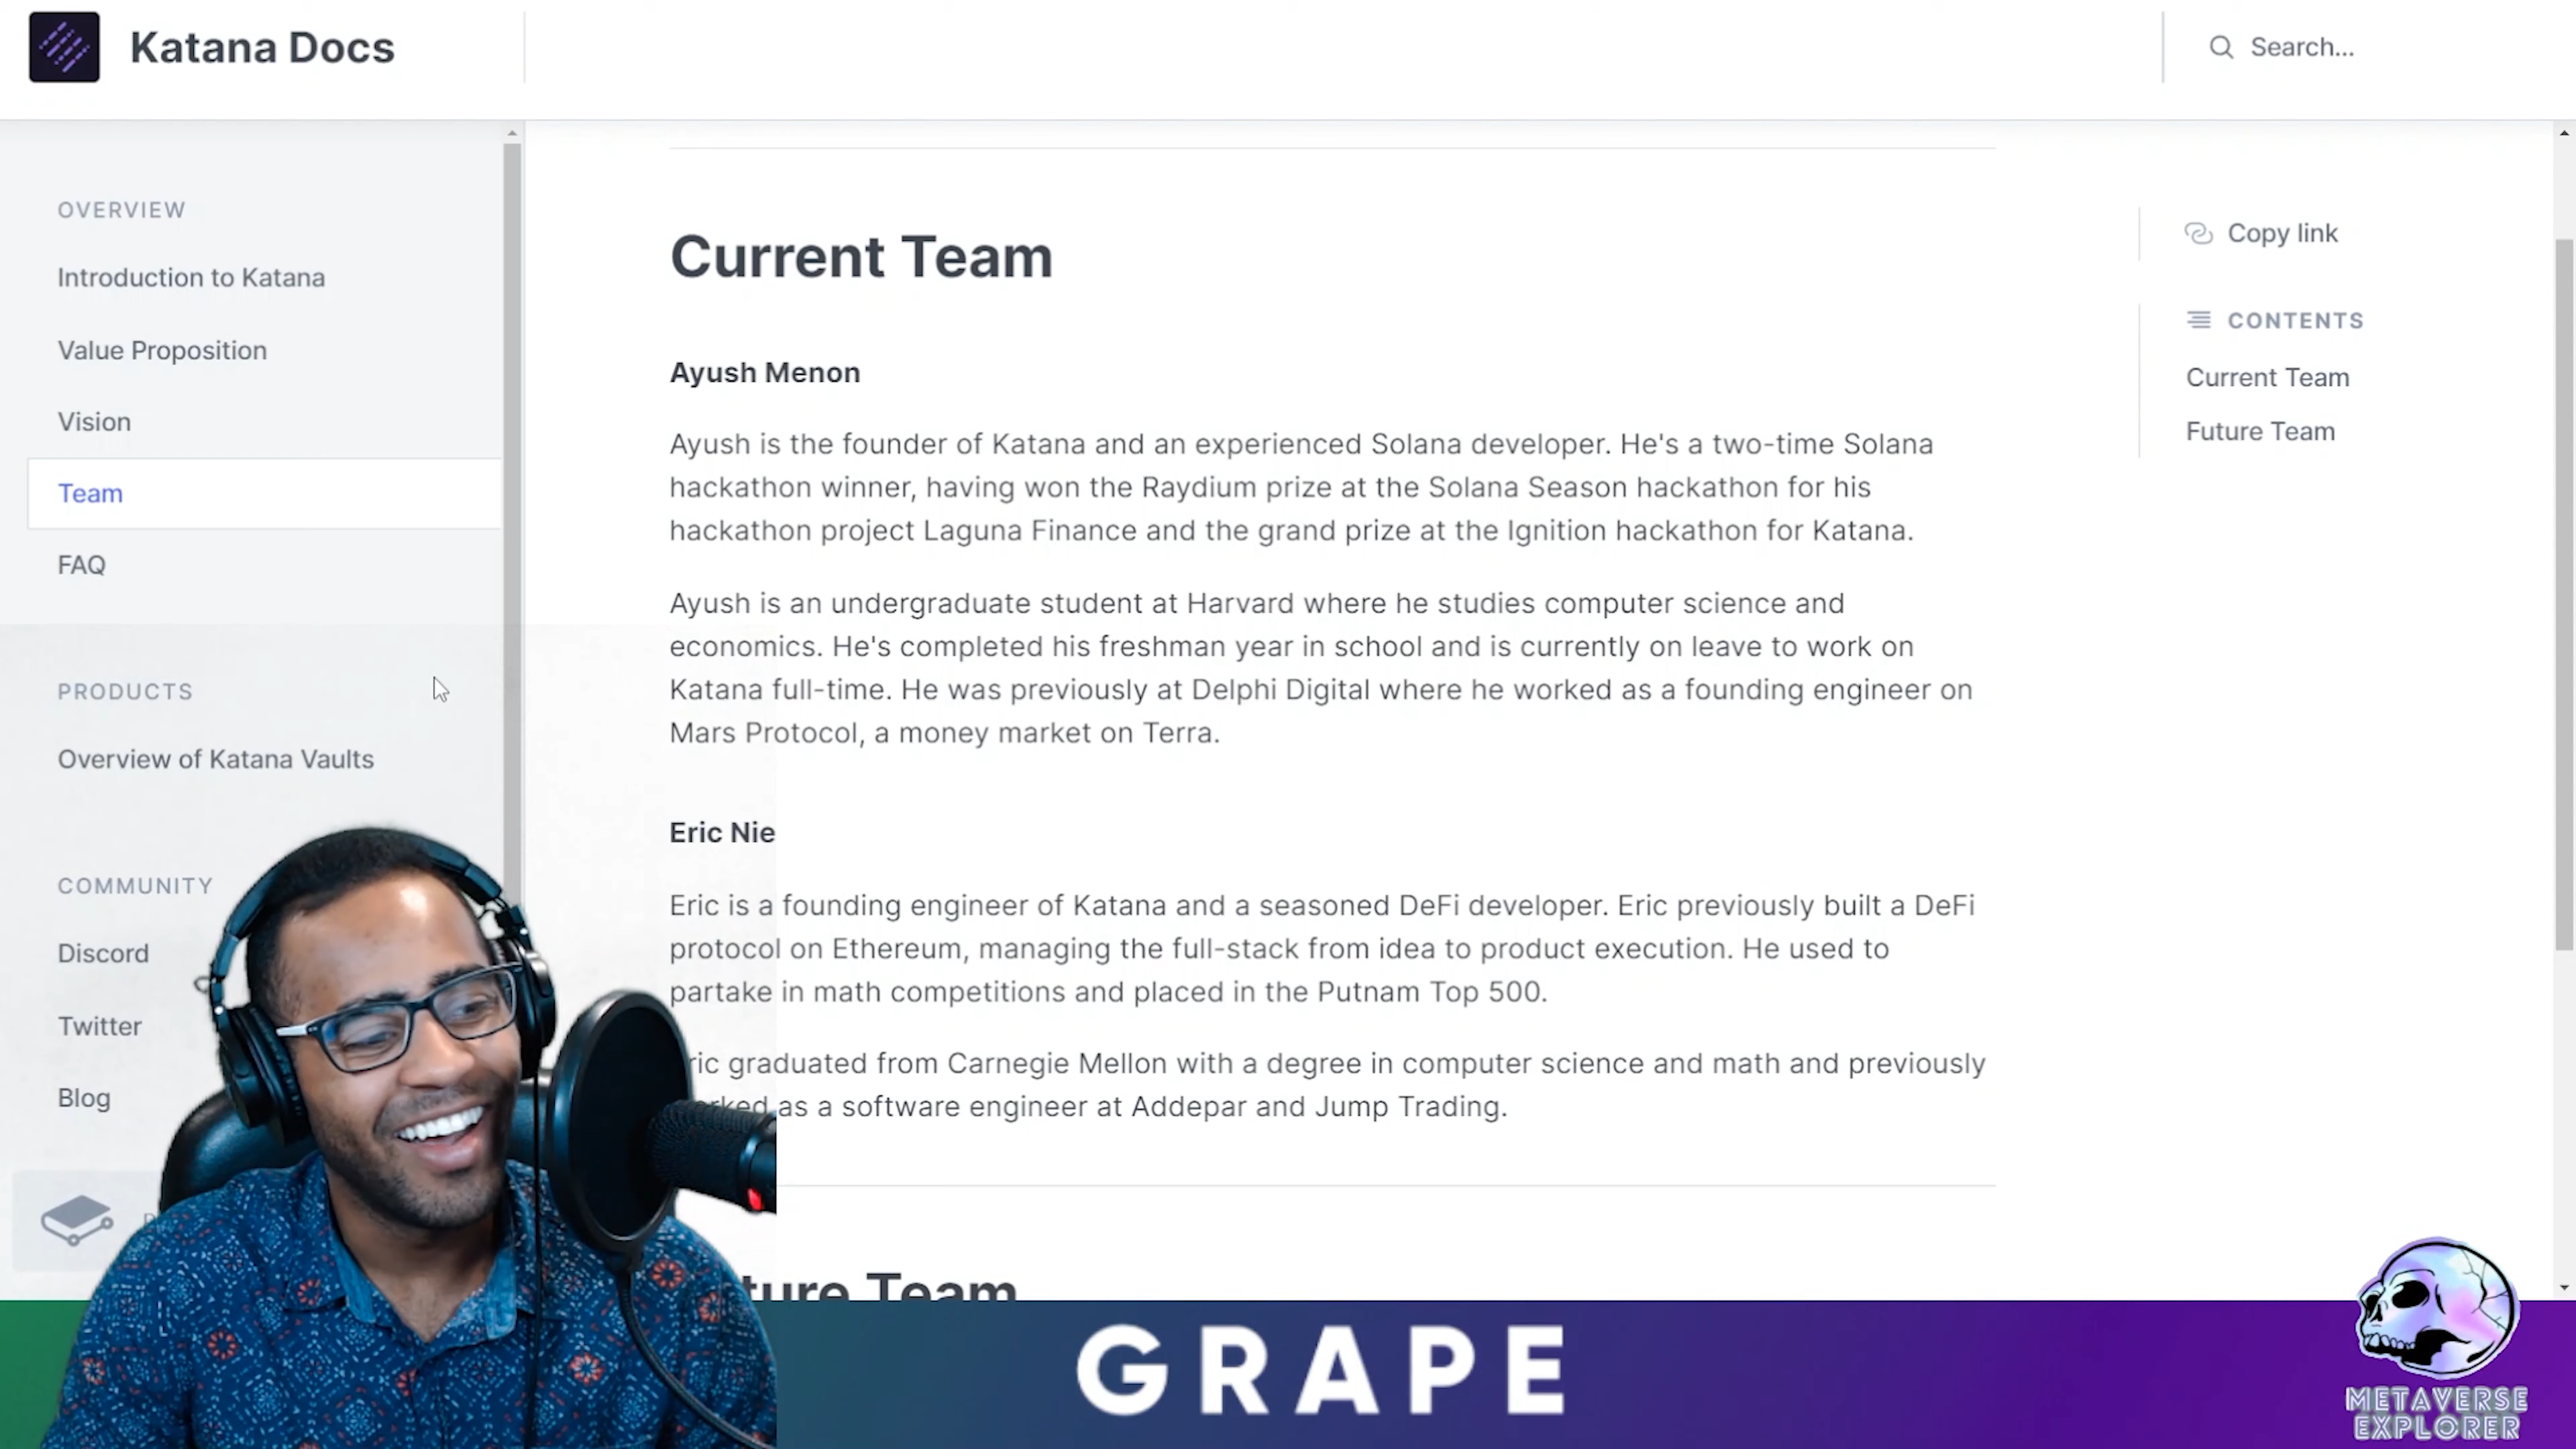 Katana Docs
Search...
OVERVIEW
Introduction to Katana
Value Proposition
Vision
Team
FAQ
PRODUCTS
Overview of Katana Vaults
COMMUNITY
Discord
Twitter
Blog
Current Team
Ayush Menon
Ayush is the founder of Katana and an experienced Solana developer. He's a two-time Solana
hackathon winner, having won the Raydium prize at the Solana Season hackathon for his
hackathon project Laguna Finance and the grand prize at the Ignition hackathon for Katana.
Ayush is an undergraduate student at Harvard where he studies computer science and
economics. He's completed his freshman year in school and is currently on leave to work on
Katana full-time. He was previously at Delphi Digital where he worked as a founding engineer on
Mars Protocol, a money market on Terra.
Eric Nie
Eric is a founding engineer of Katana and a seasoned DeFi developer. Eric previously built a DeFi
protocol on Ethereum, managing the full-stack from idea to product execution. He used to
partake in math competitions and placed in the Putnam Top 500.
graduated from Carnegie Mellon with a degree in computer science and math and previously
as a software engineer at Addepar and Jump Trading.
Team
Copy link
CONTENTS
Current Team
Future Team
GRAPE
METAVERSE
EXPLORER